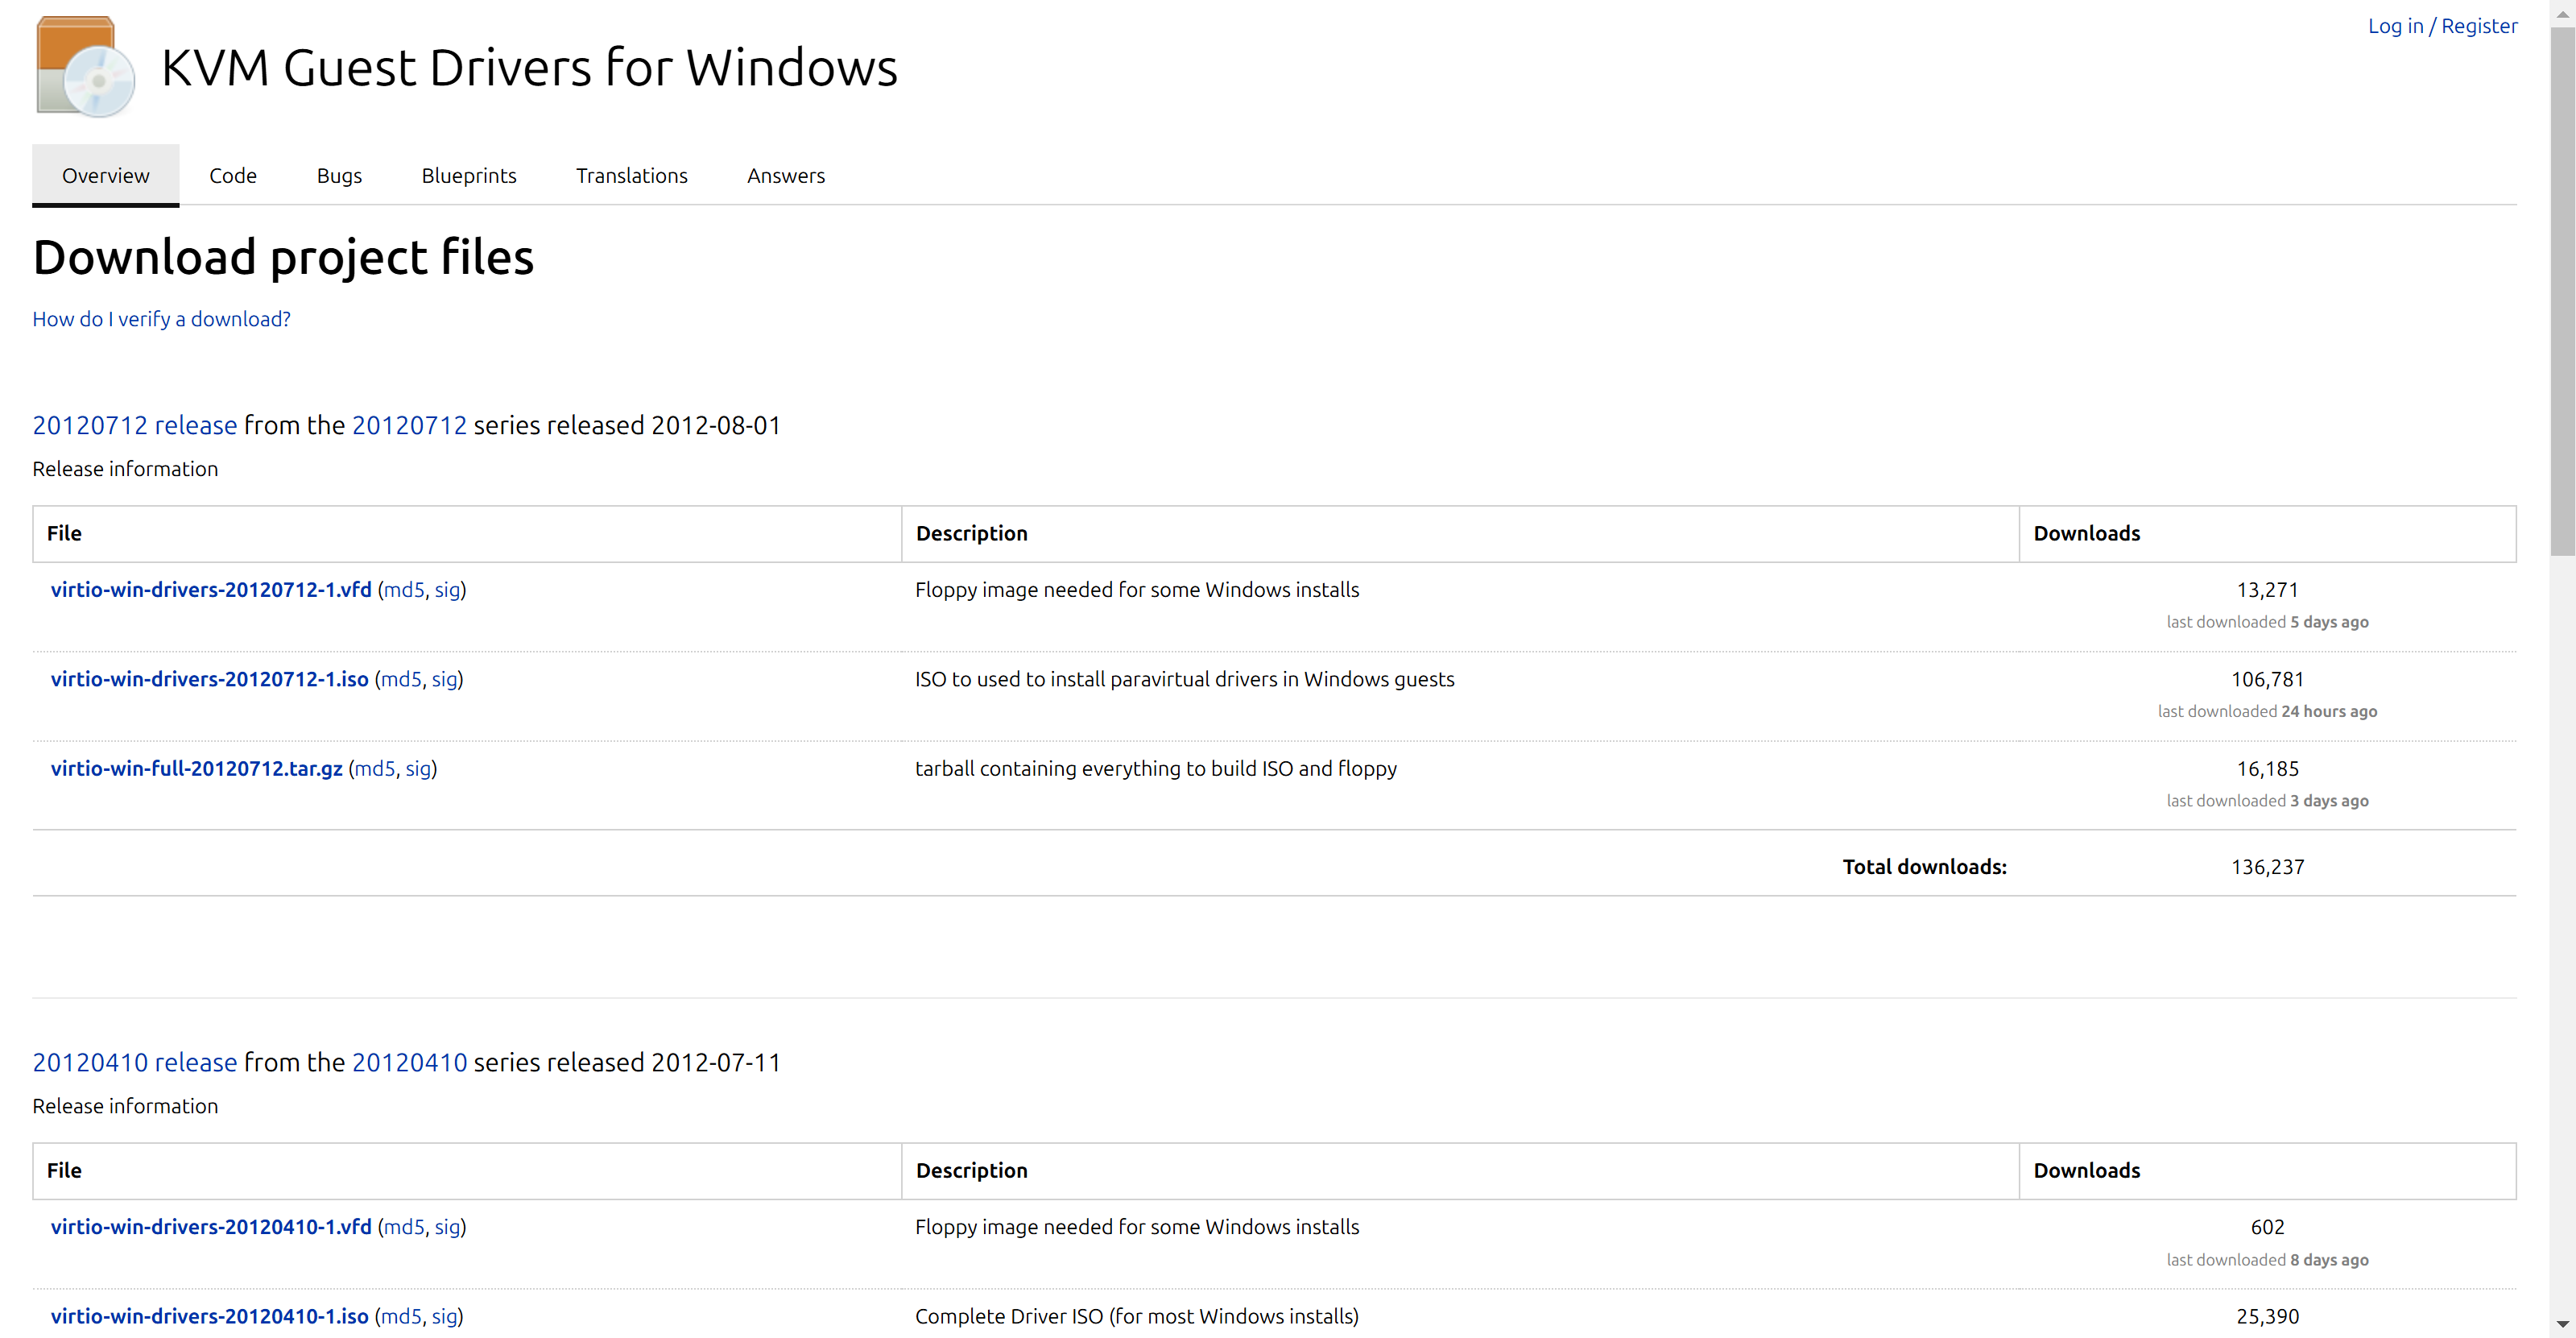 Log in / Register
KVM Guest Drivers for Windows
Overview Code Bugs Blueprints Translations Answers
Download project files
How do I verify a download?
20120712 release from the 20120712 series released 2012-08-01
Release information
File Description Downloads
virtio-win-drivers-20120712-1.vfd (md5, sig) Floppy image needed for some Windows installs 13,271
last downloaded 5 days ago
virtio-win-drivers-20120712-1.iso (md5, sig) ISO to used to install paravirtual drivers in Windows guests 106,781
last downloaded 24 hours ago
virtio-win-full-20120712.tar.gz (md5, sig) tarball containing everything to build ISO and floppy 16,185
last downloaded 3 days ago
Total downloads: 136,237
20120410 release from the 20120410 series released 2012-07-11
Release information
File Description Downloads
virtio-win-drivers-20120410-1.vfd (md5, sig) Floppy image needed for some Windows installs 602
last downloaded 8 days ago
virtio-win-drivers-20120410-1.iso (md5, sig) Complete Driver ISO (for most Windows installs) 25,390